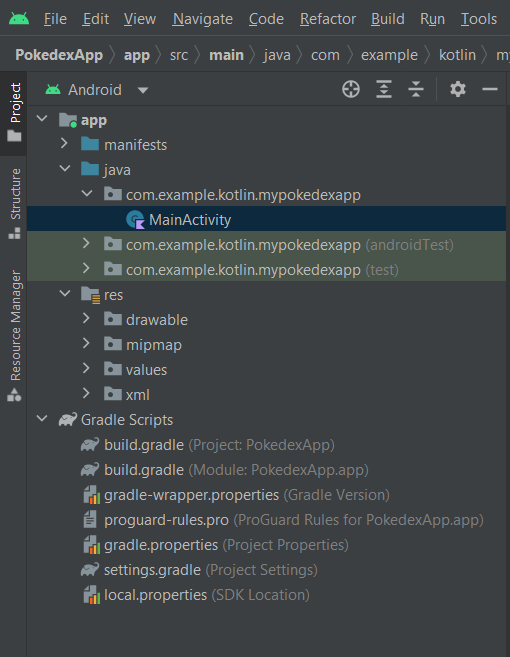 File Edit View Navigate Code Refactor Build Run Tools
PokedexApp app src main java com example kotlin
Project
Structure
Resource Manager
Android
app
manifests
java
com.example.kotlin.mypokedexapp
MainActivity
com.example.kotlin.mypokedexapp (androidTest)
com.example.kotlin.mypokedexapp (test)
res
drawable
mipmap
values
xml
Gradle Scripts
build.gradle (Project: PokedexApp)
build.gradle (Module: PokedexApp.app)
gradle-wrapper.properties (Gradle Version)
proguard-rules.pro (ProGuard Rules for PokedexApp.app)
gradle.properties (Project Properties)
settings.gradle (Project Settings)
local.properties (SDK Location)